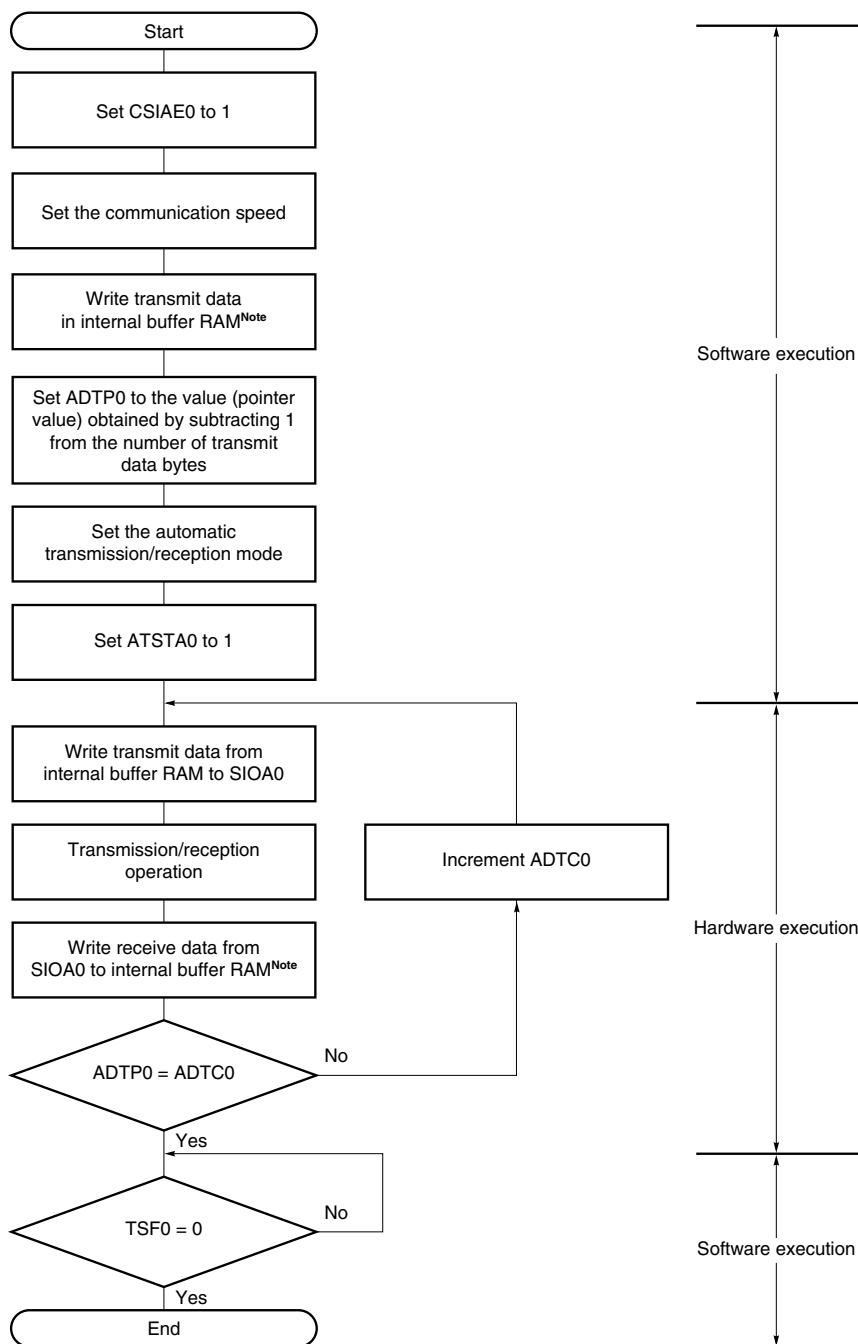 Start
Set CSIAE0 to 1
Set the communication speed
Write transmit data
in internal buffer RAMNote
Set ADTP0 to the value (pointer
value) obtained by subtracting 1
from the number of transmit
data bytes
Set the automatic
transmission/reception mode
Set ATSTA0 to 1
Software execution
Write transmit data from
internal buffer RAM to SIOA0
Transmission/reception
operation
Increment ADTC0
Write receive data from
SIOA0 to internal buffer RAMNote
Hardware execution
ADTP0 = ADTC0
No
Yes
TSF0 = 0
No
Yes
Software execution
End